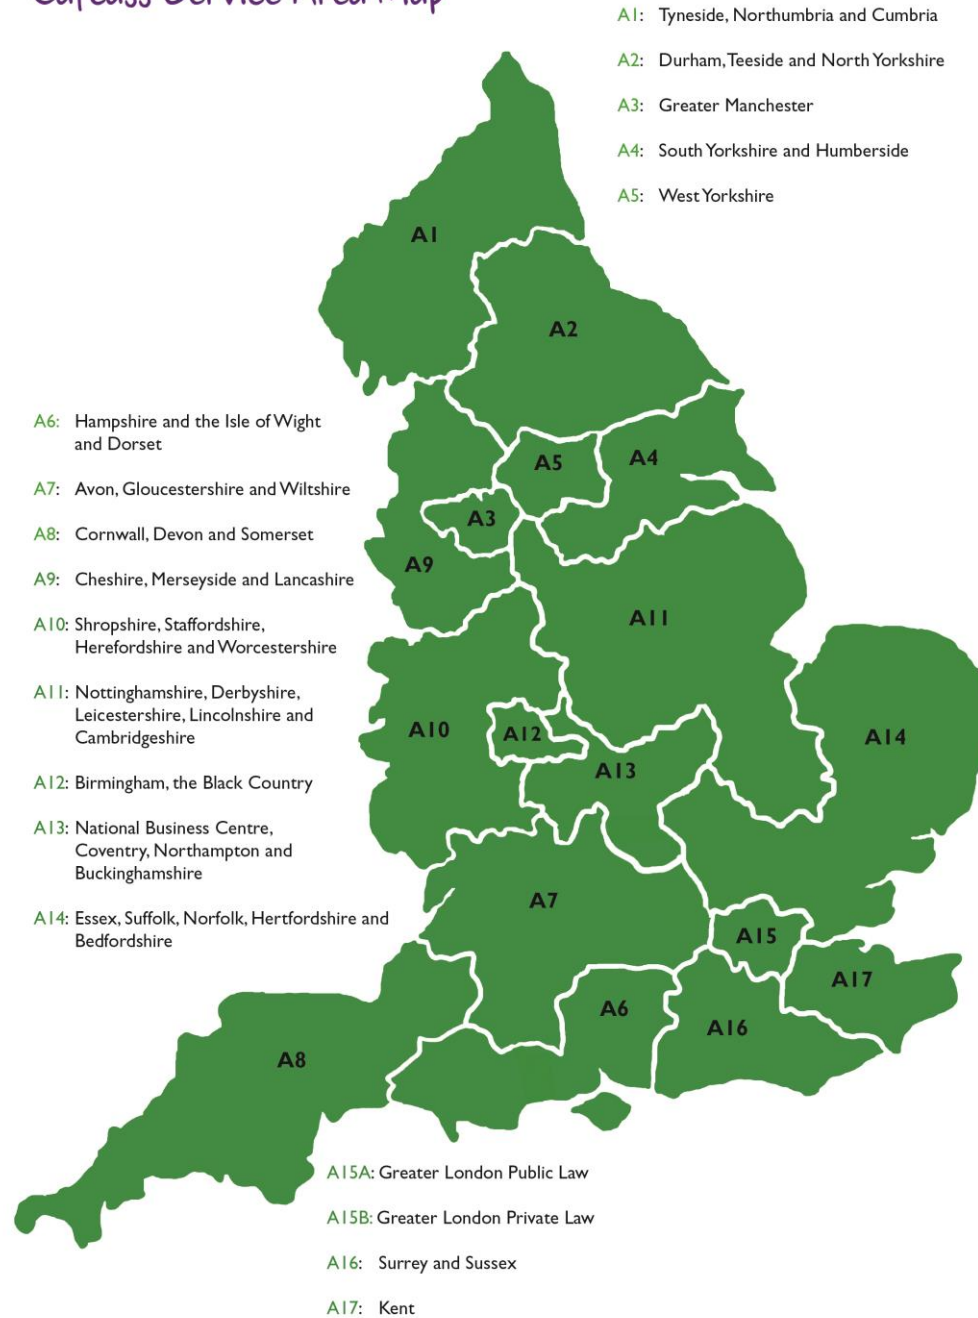 Cafcass Service Area Map
A1: Tyneside, Northumbria and Cumbria
A2: Durham,Teeside and North Yorkshire
A3: Greater Manchester
A4: South Yorkshire and Humberside
A5: West Yorkshire
A1
A2
A6: Hampshire and the Isle of Wight
and Dorset
A7: Avon, Gloucestershire and Wiltshire
A8: Cornwall, Devon and Somerset
A9: Cheshire, Merseyside and Lancashire
A10: Shropshire, Staffordshire,
Herefordshire and Worcestershire
A11: Nottinghamshire, Derbyshire,
Leicestershire, Lincolnshire and
Cambridgeshire
A12: Birmingham, the Black Country
A13: National Business Centre,
Coventry, Northampton and
Buckinghamshire
A14: Essex, Suffolk, Norfolk, Hertfordshire and
Bedfordshire
A5
A4
A3
A9
A11
A10
A12
A14
A13
A7
A15
A17
A6
A16
A8
A15A: Greater London Public Law
A15B: Greater London Private Law
A16: Surrey and Sussex
A17: Kent